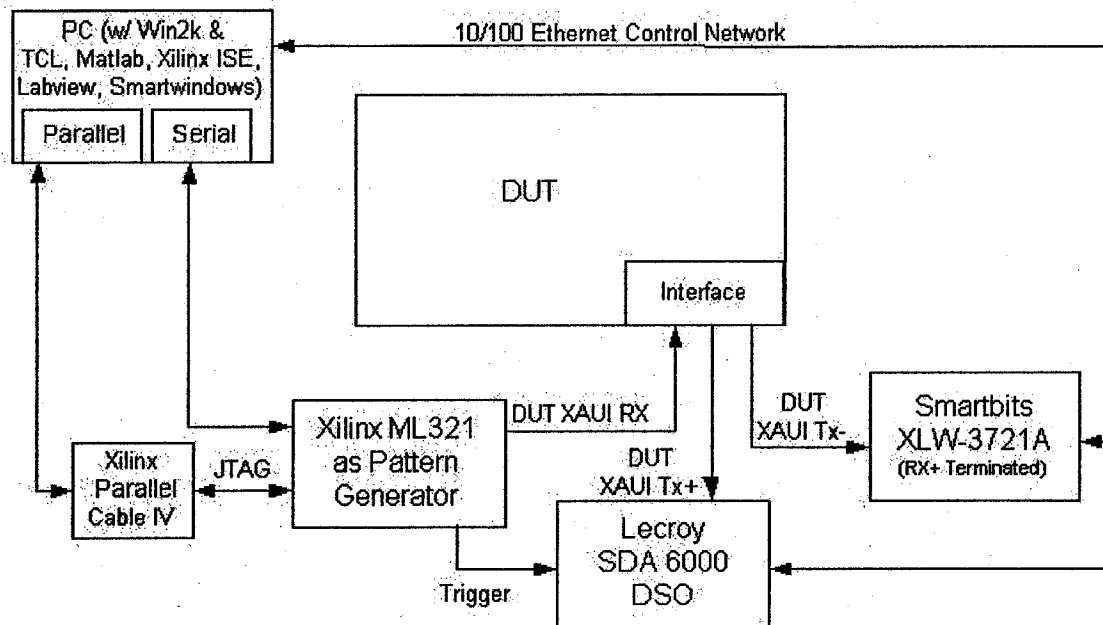 PC (w/ Win2k &
TCL, Matlab, Xilinx ISE,
Labview, Smartwindows)
Parallel
Serial
10/100 Ethernet Control Network
DUT
Interface
DUT XAUI RX
DUT
XAUI Tx+
DUT
XAUI Tx-
Smartbits
XLW-3721A
(RX+ Terminated)
Xilinx ML321
as Pattern
Generator
JTAG
Xilinx
Parallel
Cable IV
Trigger
Lecroy
SDA 6000
DSO